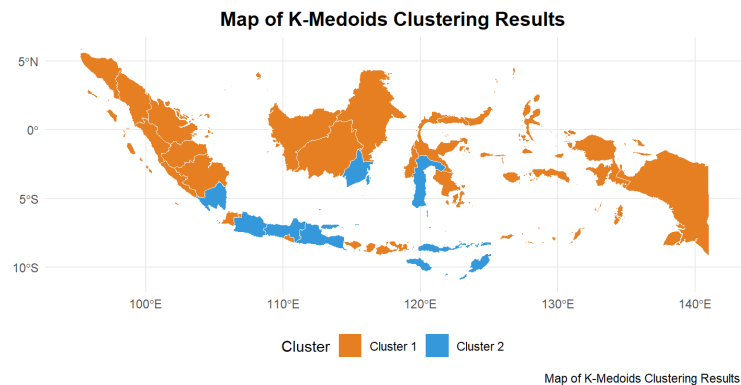 Map of K-Medoids Clustering Results
5°N
0°
5°S
10°S
100°E
110°E
120°E
130°E
140°E
Cluster
Cluster 1
Cluster 2
Map of K-Medoids Clustering Results